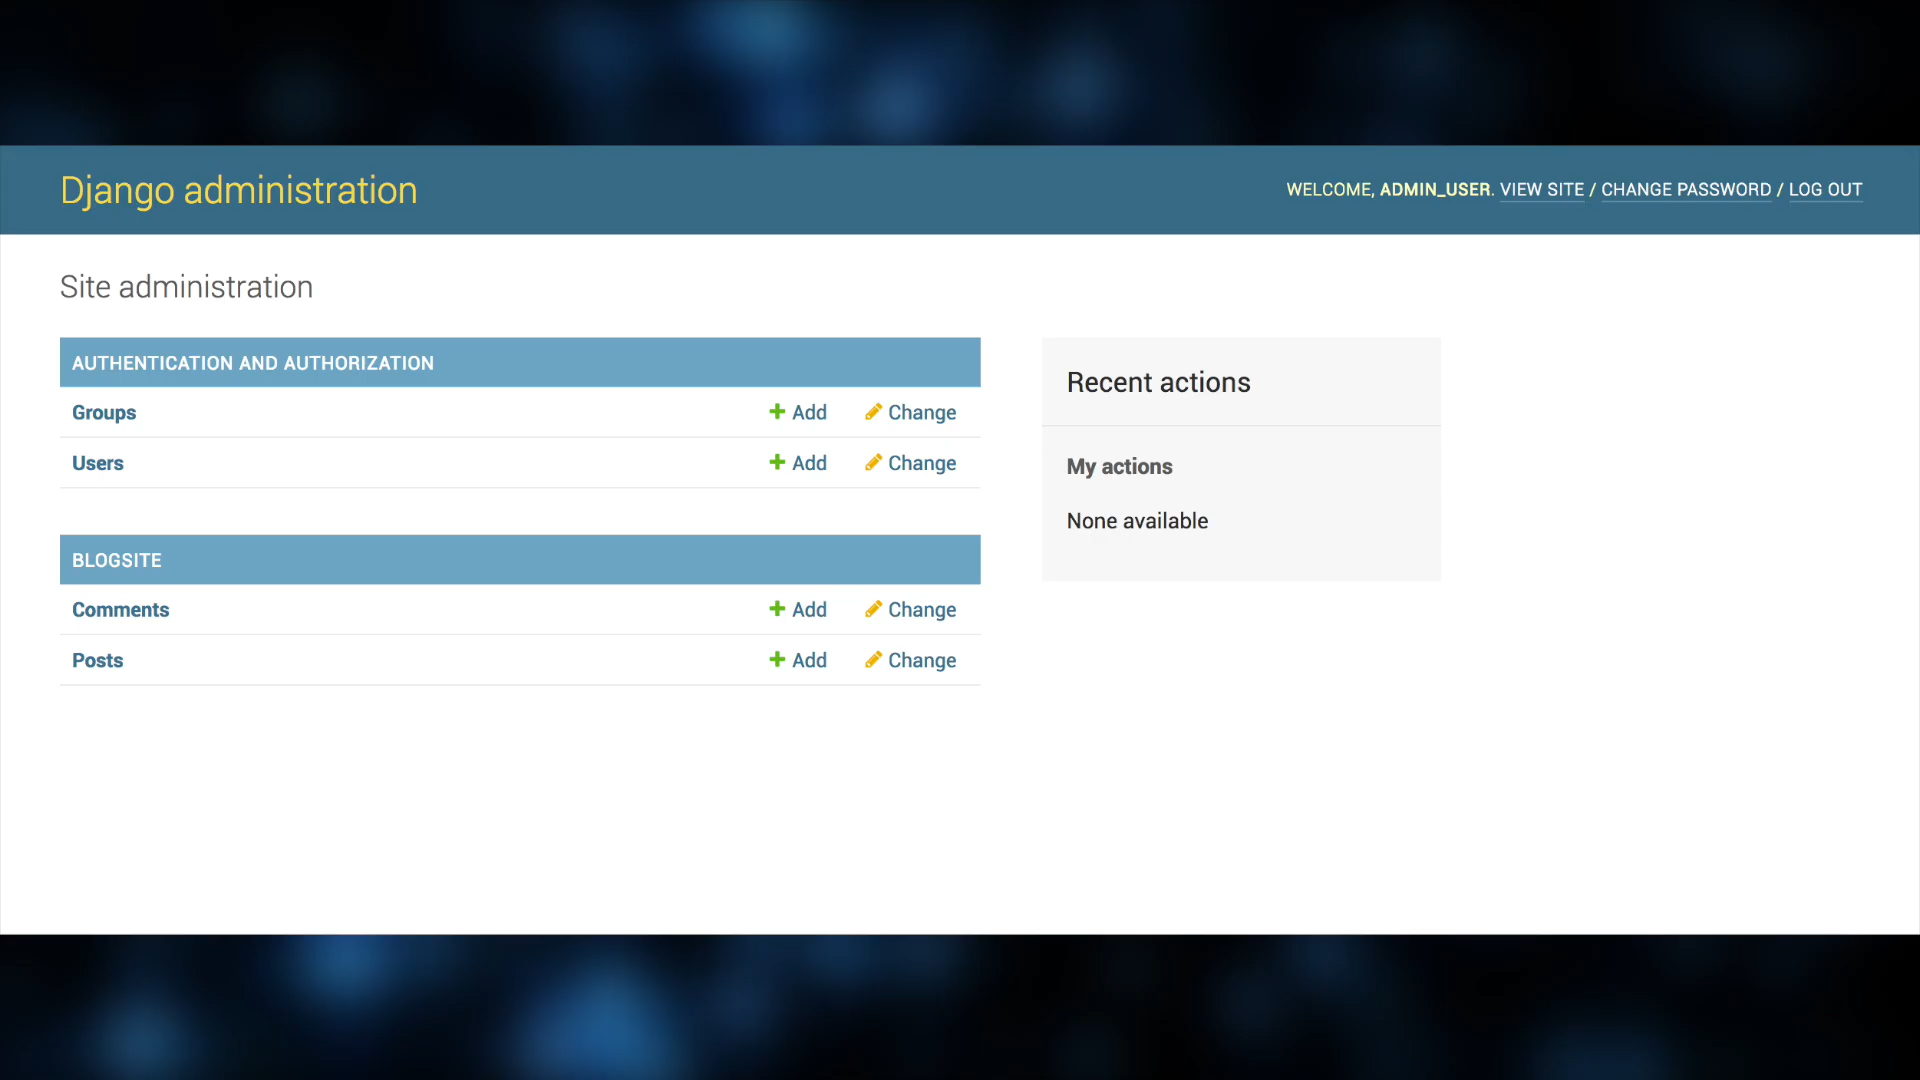 Django administration
WELCOME, ADMIN_USER. VIEW SITE / CHANGE PASSWORD / LOG OUT
Site administration
AUTHENTICATION AND AUTHORIZATION
Groups Add Change
Users Add Change
BLOGSITE
Comments Add Change
Posts Add Change
Recent actions
My actions
None available